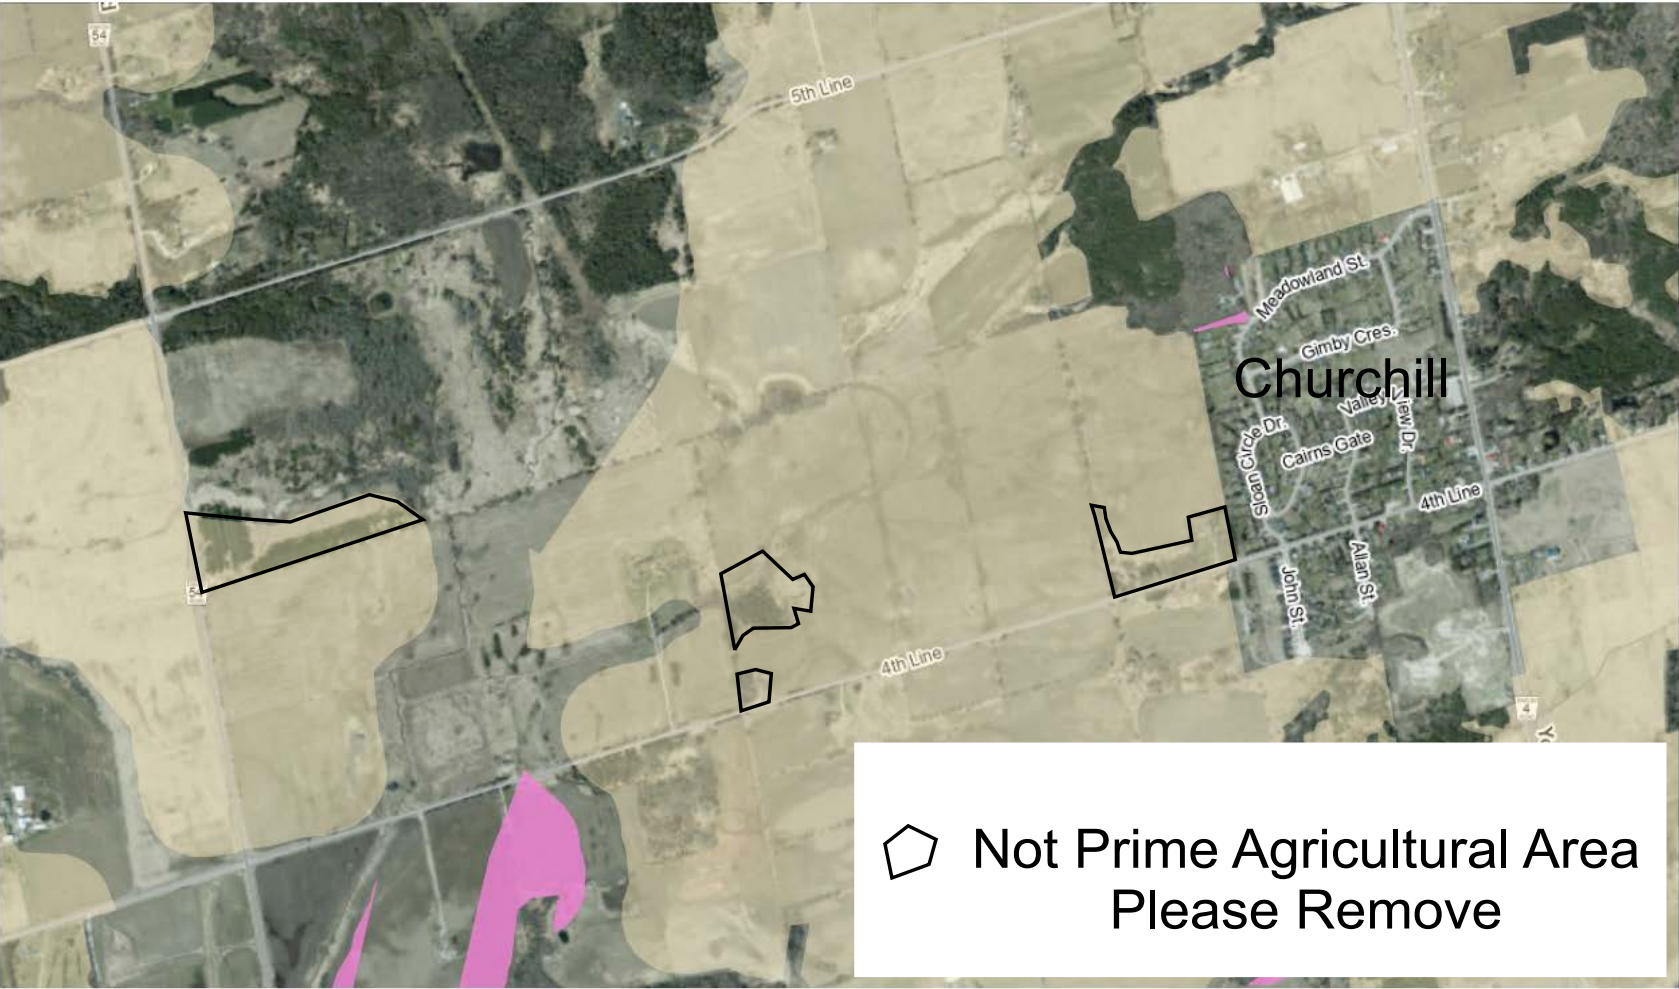 54
5th Line
Meadowland St.
Gimby Cres.
Churchill
Valley View Dr.
Sloan Circle Dr.
Cairns Gate
4th Line
Allan St.
John St.
4th Line
4
Not Prime Agricultural Area
Please Remove